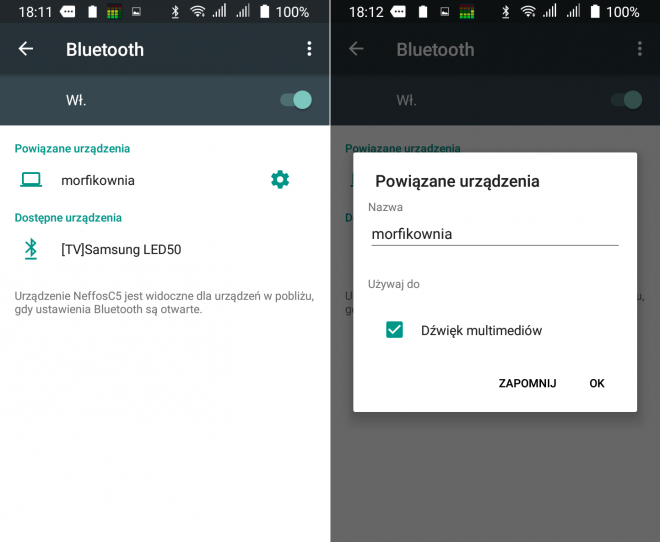 18:11
100%
Bluetooth
Wł.
Powiązane urządzenia
morfikownia
Dostępne urządzenia
[TV]Samsung LED50
Urządzenie NeffosC5 jest widoczne dla urządzeń w pobliżu,
gdy ustawienia Bluetooth są otwarte.
18:12
100%
Bluetooth
Wł.
Powiązane urządzenia
Powiązane urządzenia
Nazwa
morfikownia
Używaj do
Dźwięk multimediów
ZAPOMNIJ
OK